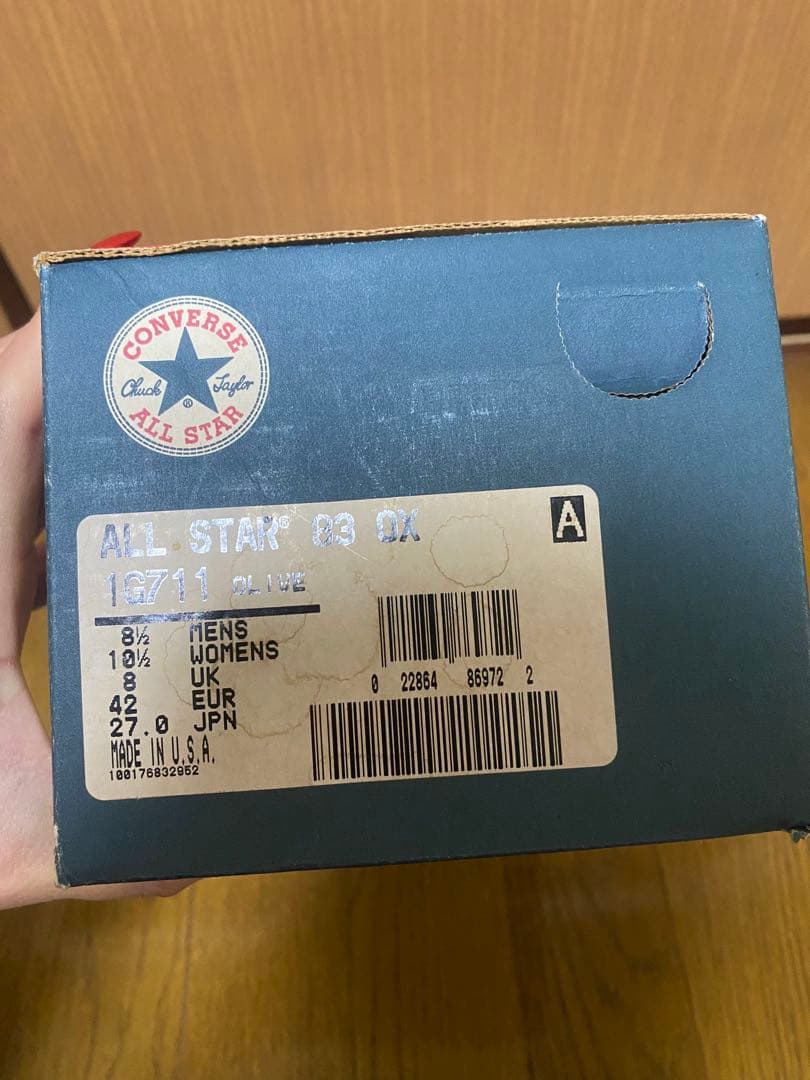 CONVERSE
Chuck Taylor
®
ALL STAR
ALL STAR® 83 OX
A
1G711 OLIVE
8½ MENS
10½ WOMENS
8 UK
42 EUR
27.0 JPN
MADE IN U.S.A.
100176832952
0 22864 86972 2